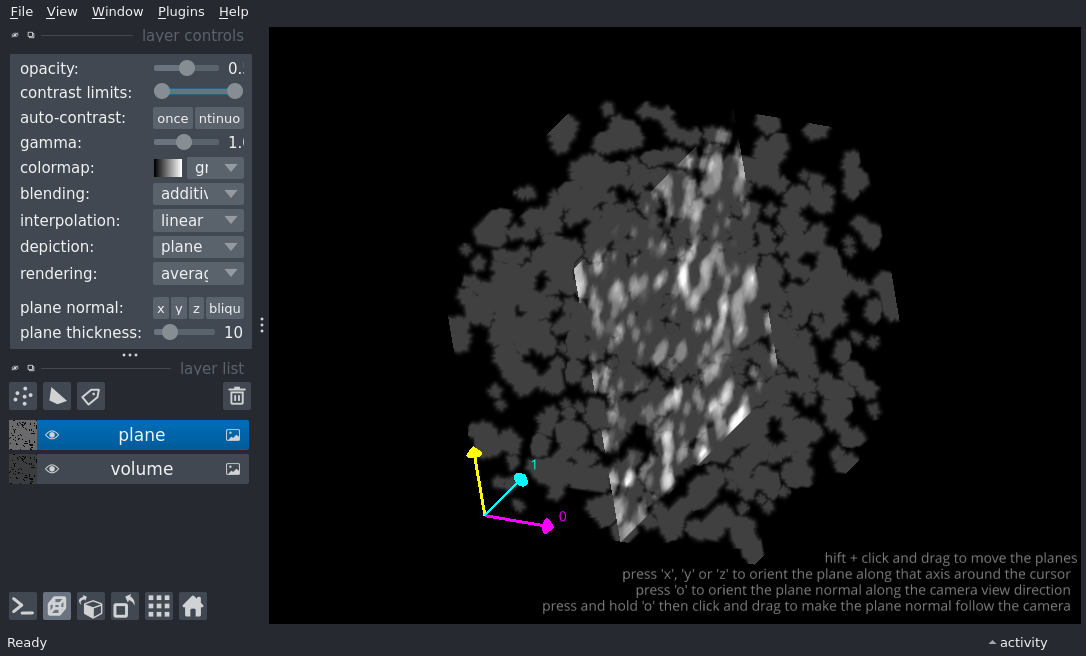 File View Window Plugins Help
layer controls
opacity: 0.
contrast limits:
auto-contrast: once ntinuo
gamma: 1.
colormap: gr
blending: additiv
interpolation: linear
depiction: plane
rendering: averag
plane normal: x y z bliqu
plane thickness: 10
layer list
plane
volume
1
0
hift + click and drag to move the planes
press 'x', 'y' or 'z' to orient the plane along that axis around the cursor
press 'o' to orient the plane normal along the camera view direction
press and hold 'o' then click and drag to make the plane normal follow the camera
Ready
activity